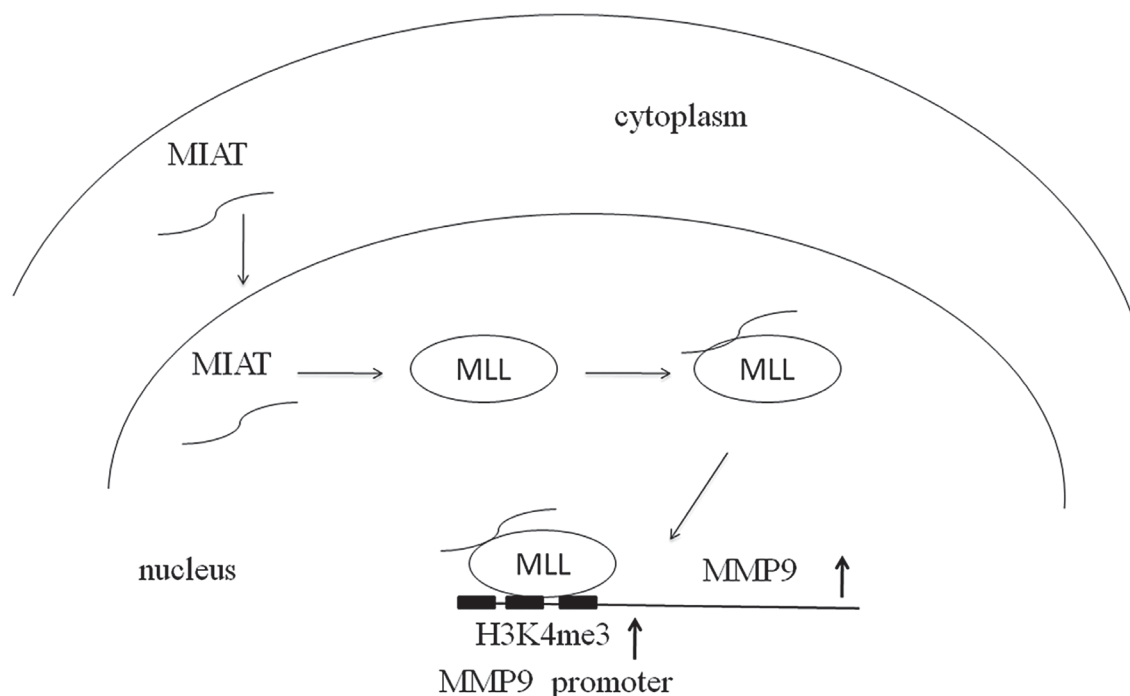 cytoplasm
MIAT
MIAT
MLL
MLL
MLL
MMP9
nucleus
H3K4me3
MMP9 promoter